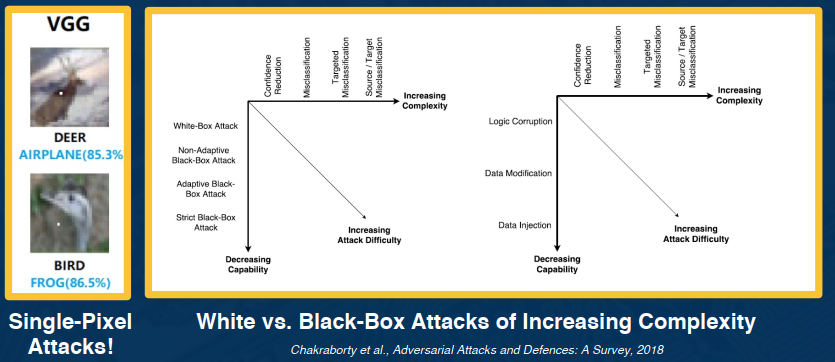 VGG
DEER
AIRPLANE(85.3%
BIRD
FROG(86.5%)
Single-Pixel
Attacks!
Confidence
Reduction
Misclassification
Targeted
Misclassification
Source / Target
Misclassification
Increasing
Complexity
White-Box Attack
Non-Adaptive
Black-Box Attack
Adaptive Black-
Box Attack
Strict Black-Box
Attack
Increasing
Attack Difficulty
Decreasing
Capability
Confidence
Reduction
Misclassification
Targeted
Misclassification
Source / Target
Misclassification
Increasing
Complexity
Logic Corruption
Data Modification
Data Injection
Increasing
Attack Difficulty
Decreasing
Capability
White vs. Black-Box Attacks of Increasing Complexity
Chakraborty et al., Adversarial Attacks and Defences: A Survey, 2018